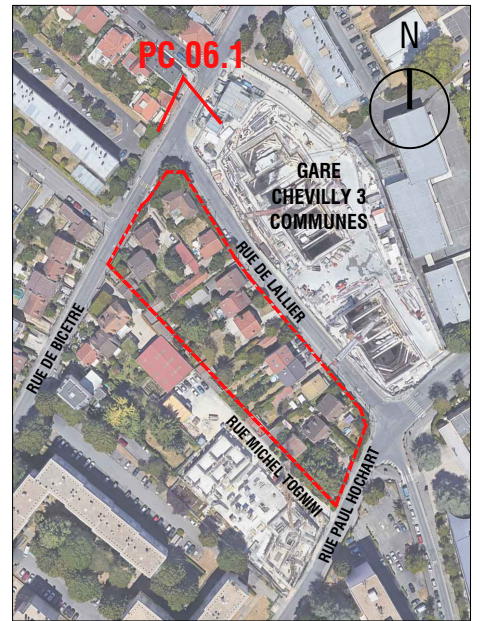 PC 06.1
N
GARE
CHEVILLY 3
COMMUNES
RUE DE LALLIER
RUE DE BICETRE
RUE MICHEL TOGNINI
RUE PAUL HOCHART